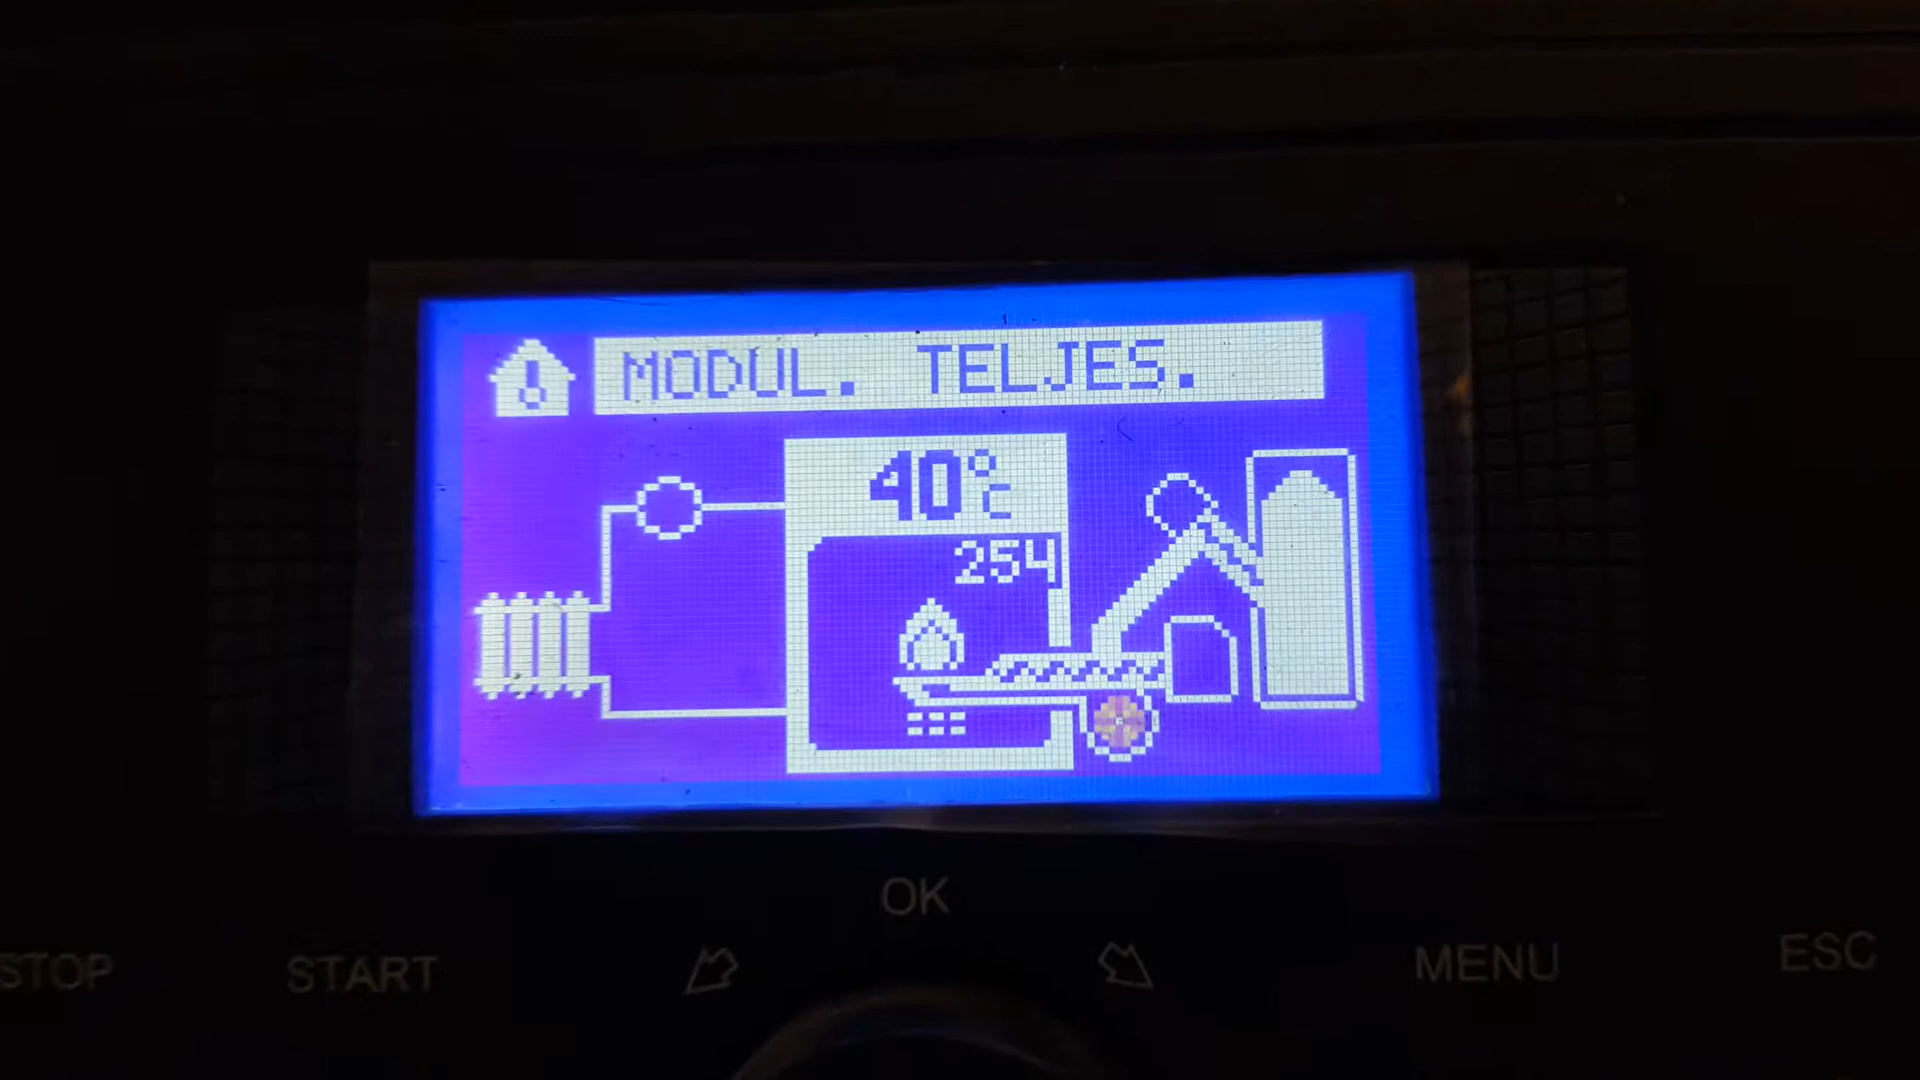 MODUL. TELJES.
40°C
254
OK
STOP START MENU ESC